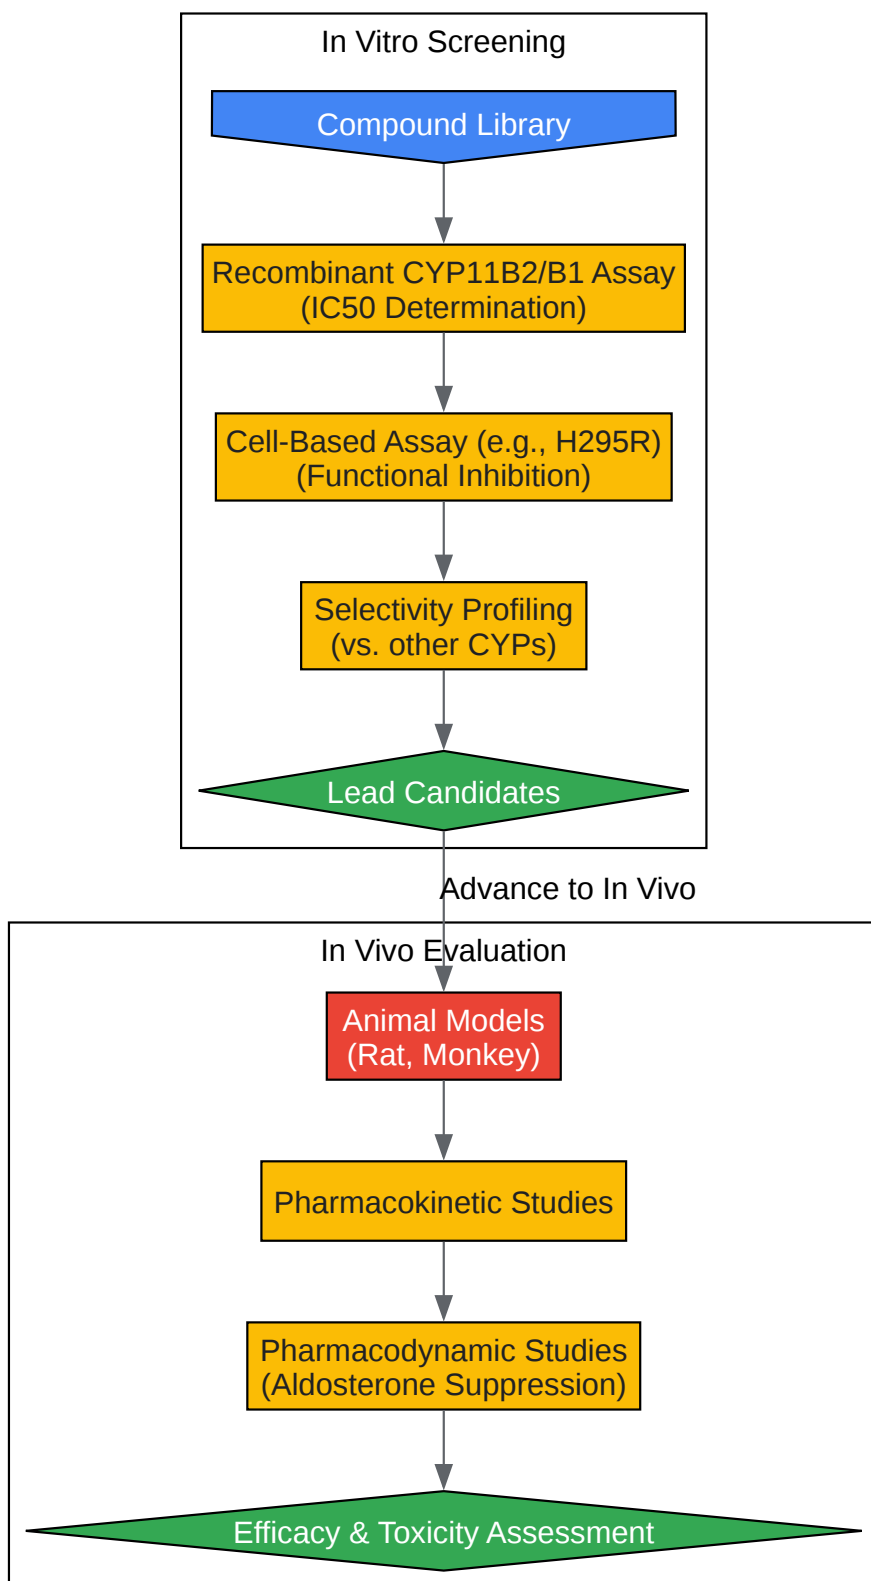 In Vitro Screening
Compound Library
Recombinant CYP11B2/B1 Assay
(IC50 Determination)
Cell-Based Assay (e.g., H295R)
(Functional Inhibition)
Selectivity Profiling
(vs. other CYPs)
Lead Candidates
Advance to In Vivo
In Vivo Evaluation
Animal Models
(Rat, Monkey)
Pharmacokinetic Studies
Pharmacodynamic Studies
(Aldosterone Suppression)
Efficacy & Toxicity Assessment